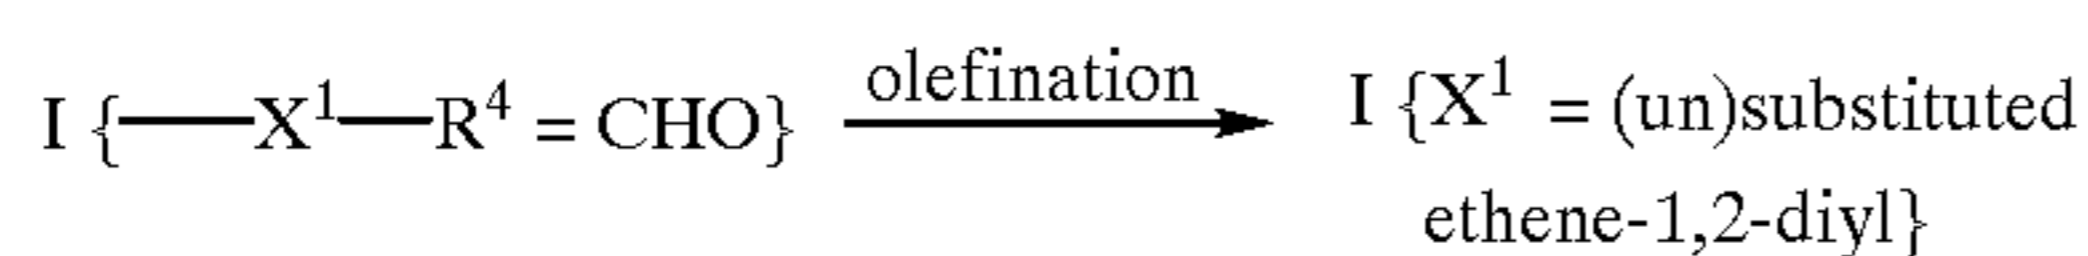 olefination
I {—X¹—R⁴ = CHO} I {X¹ = (un)substituted
ethene-1,2-diyl}